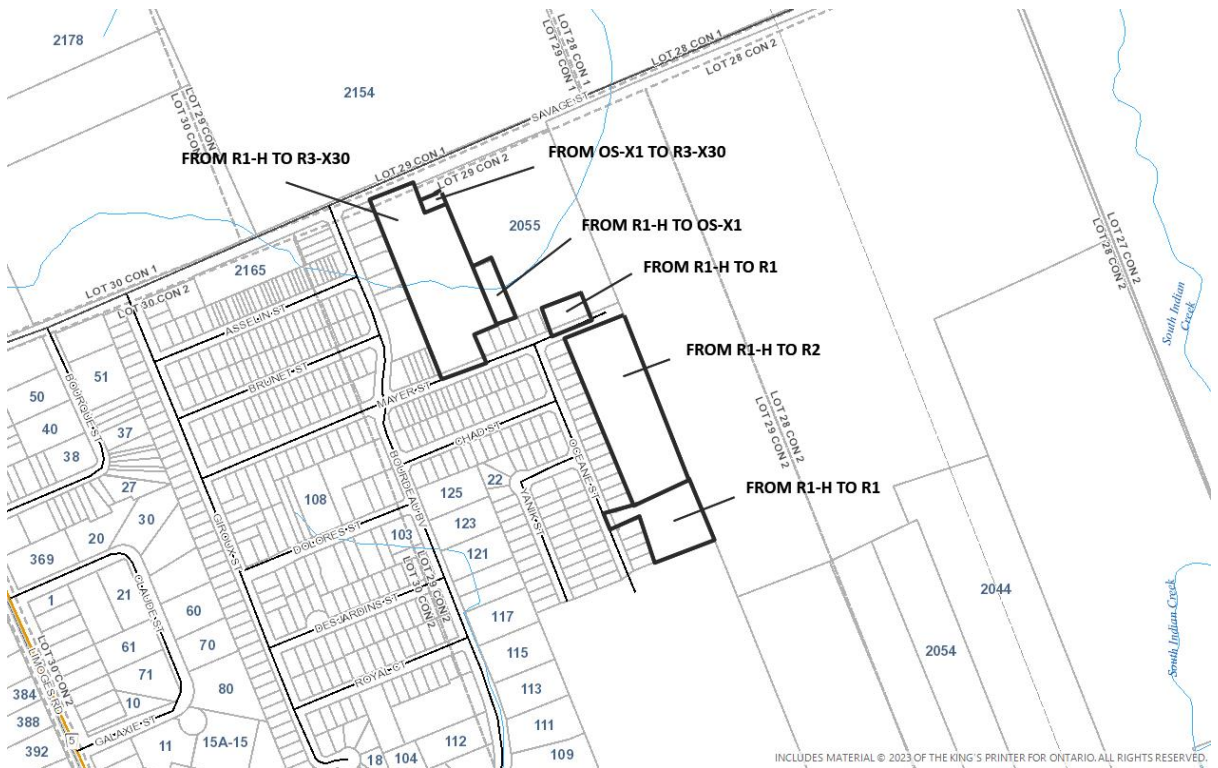 2178
LOT 28 CON 1
LOT 29 CON 1
LOT 28 CON 1
LOT 28 CON 2
2154
LOT 29 CON 1
LOT 30 CON 1
SAVAGE ST
FROM R1-H TO R3-X30
FROM OS-X1 TO R3-X30
LOT 29 CON 1
LOT 29 CON 2
2055
FROM R1-H TO OS-X1
LOT 27 CON 2
LOT 28 CON 2
FROM R1-H TO R1
2165
LOT 30 CON 1
LOT 30 CON 2
ASSELIN ST
South Indian
Creek
FROM R1-H TO R2
BRUNET ST
51
50
BOURQUE ST
MAYER ST
LOT 28 CON 2
LOT 29 CON 2
40
37
CHAD ST
38
OCEANE ST
BOURDEAU BV
27
22
125
108
FROM R1-H TO R1
YANIK ST
30
GIROUX ST
123
20
DOLORES ST
103
369
121
LOT 29 CON 2
LOT 30 CON 2
CLAUDE ST
21
1
2044
60
DESJARDINS ST
117
LOT 30 CON 2
LIMOGES RD
61
70
115
2054
South Indian Creek
71
ROYAL CT
80
113
384
10
388
111
GALAXIE ST
5
392
11
15A-15
112
18
104
109
INCLUDES MATERIAL © 2023 OF THE KING'S PRINTER FOR ONTARIO. ALL RIGHTS RESERVED.